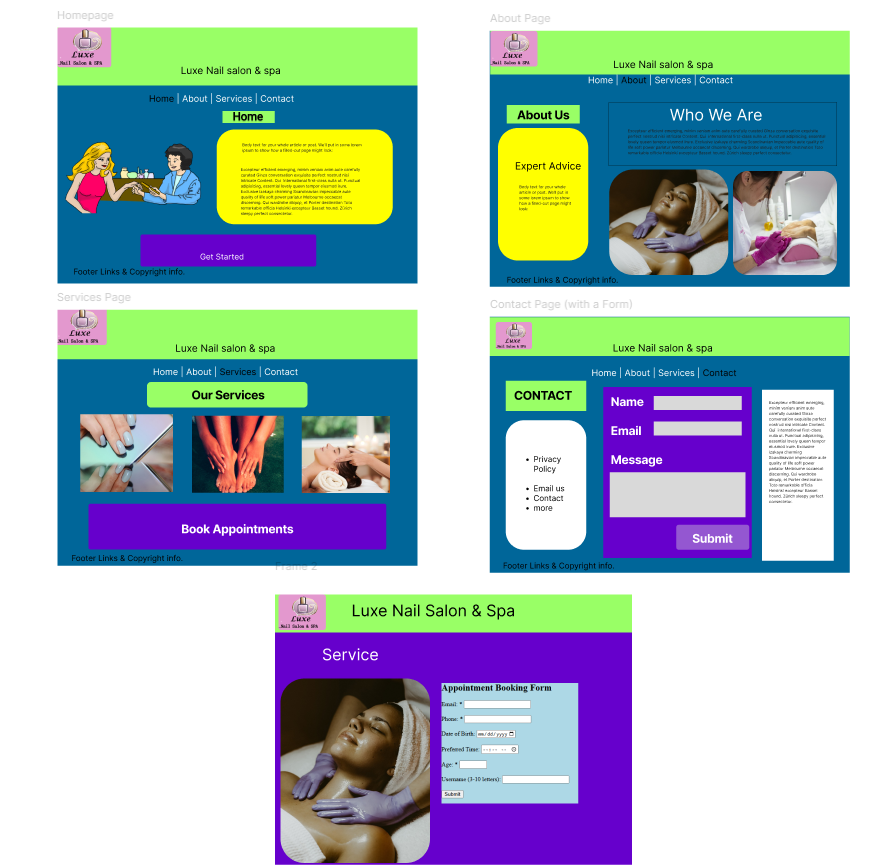 Homepage
Luxe
Nail Salon & SPA
Luxe Nail salon & spa
Home | About | Services | Contact
Home
Body text for your whole article or post. We'll put in some lorem
ipsum to show how a filled-out page might look:
Excepteur efficient emerging, minim veniam anim aute carefully
curated Ginza conversation exquisite perfect nostrud nisi
intricate Content. Qui international first-class nulla ut. Punctual
adipisicing, essential lovely queen tempor eiusmod irure.
Exclusive izakaya charming Scandinavian impeccable aute
quality of life soft power pariatur Melbourne occaecat
discerning. Qui wardrobe aliquip, et Porter destination Toto
remarkable officia Helsinki excepteur Basset hound. Zürich
sleepy perfect consectetur.
Get Started
Footer Links & Copyright info.
About Page
Luxe
Nail Salon & SPA
Luxe Nail salon & spa
Home | About | Services | Contact
About Us
Expert Advice
Body text for your whole
article or post. We'll put in
some lorem ipsum to show
how a filled-out page might
look:
Who We Are
Footer Links & Copyright info.
Services Page
Luxe
Nail Salon & SPA
Luxe Nail salon & spa
Home | About | Services | Contact
Our Services
Book Appointments
Footer Links & Copyright info.
Contact Page (with a Form)
Luxe
Nail Salon & SPA
Luxe Nail salon & spa
Home | About | Services | Contact
CONTACT
• Privacy
Policy
• Email us
• Contact
• more
Name
Email
Message
Submit
Excepteur efficient emerging,
minim veniam anim aute
carefully curated Ginza
conversation exquisite perfect
nostrud nisi intricate Content.
Qui international first-class
nulla ut. Punctual adipisicing,
essential lovely queen tempor
eiusmod irure. Exclusive
izakaya charming
Scandinavian impeccable aute
quality of life soft power
pariatur Melbourne occaecat
discerning. Qui wardrobe
aliquip, et Porter destination
Toto remarkable officia
Helsinki excepteur Basset
hound. Zürich sleepy perfect
consectetur.
Frame 2
Luxe
Nail Salon & SPA
Luxe Nail Salon & Spa
Service
Appointment Booking Form
Email: *
Phone: *
Date of Birth: mm/dd/yyyy
Preferred Time: --:-- --
Age: *
Username (3-10 letters):
Submit